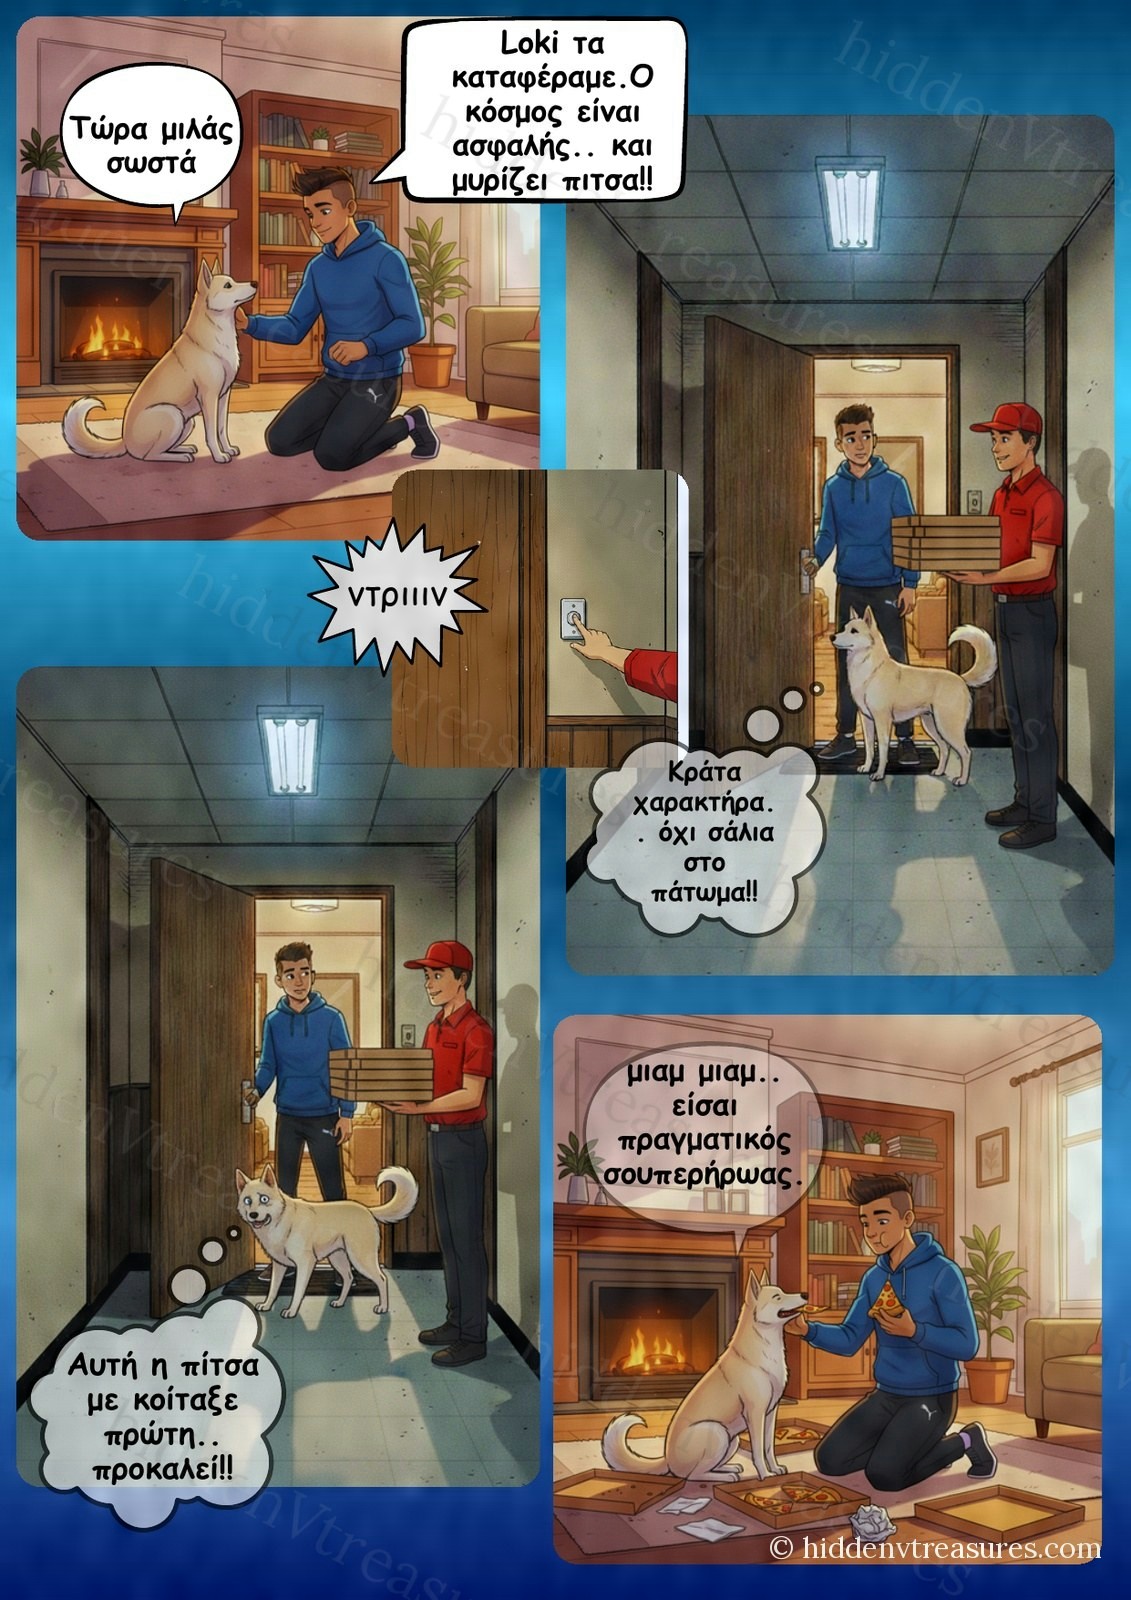 Loki τα
καταφέραμε.Ο
κόσμος είναι
ασφαλής.. και
μυρίζει πιτσα!!
Τώρα μιλάς
σωστά
ντριιιν
Κράτα
χαρακτήρα.
. όχι σάλια
στο
πάτωμα!!
Αυτή η πίτσα
με κοίταξε
πρώτη..
προκαλεί!!
μιαμ μιαμ..
είσαι
πραγματικός
σουπερήρωας.
© hiddenvtreasures.com